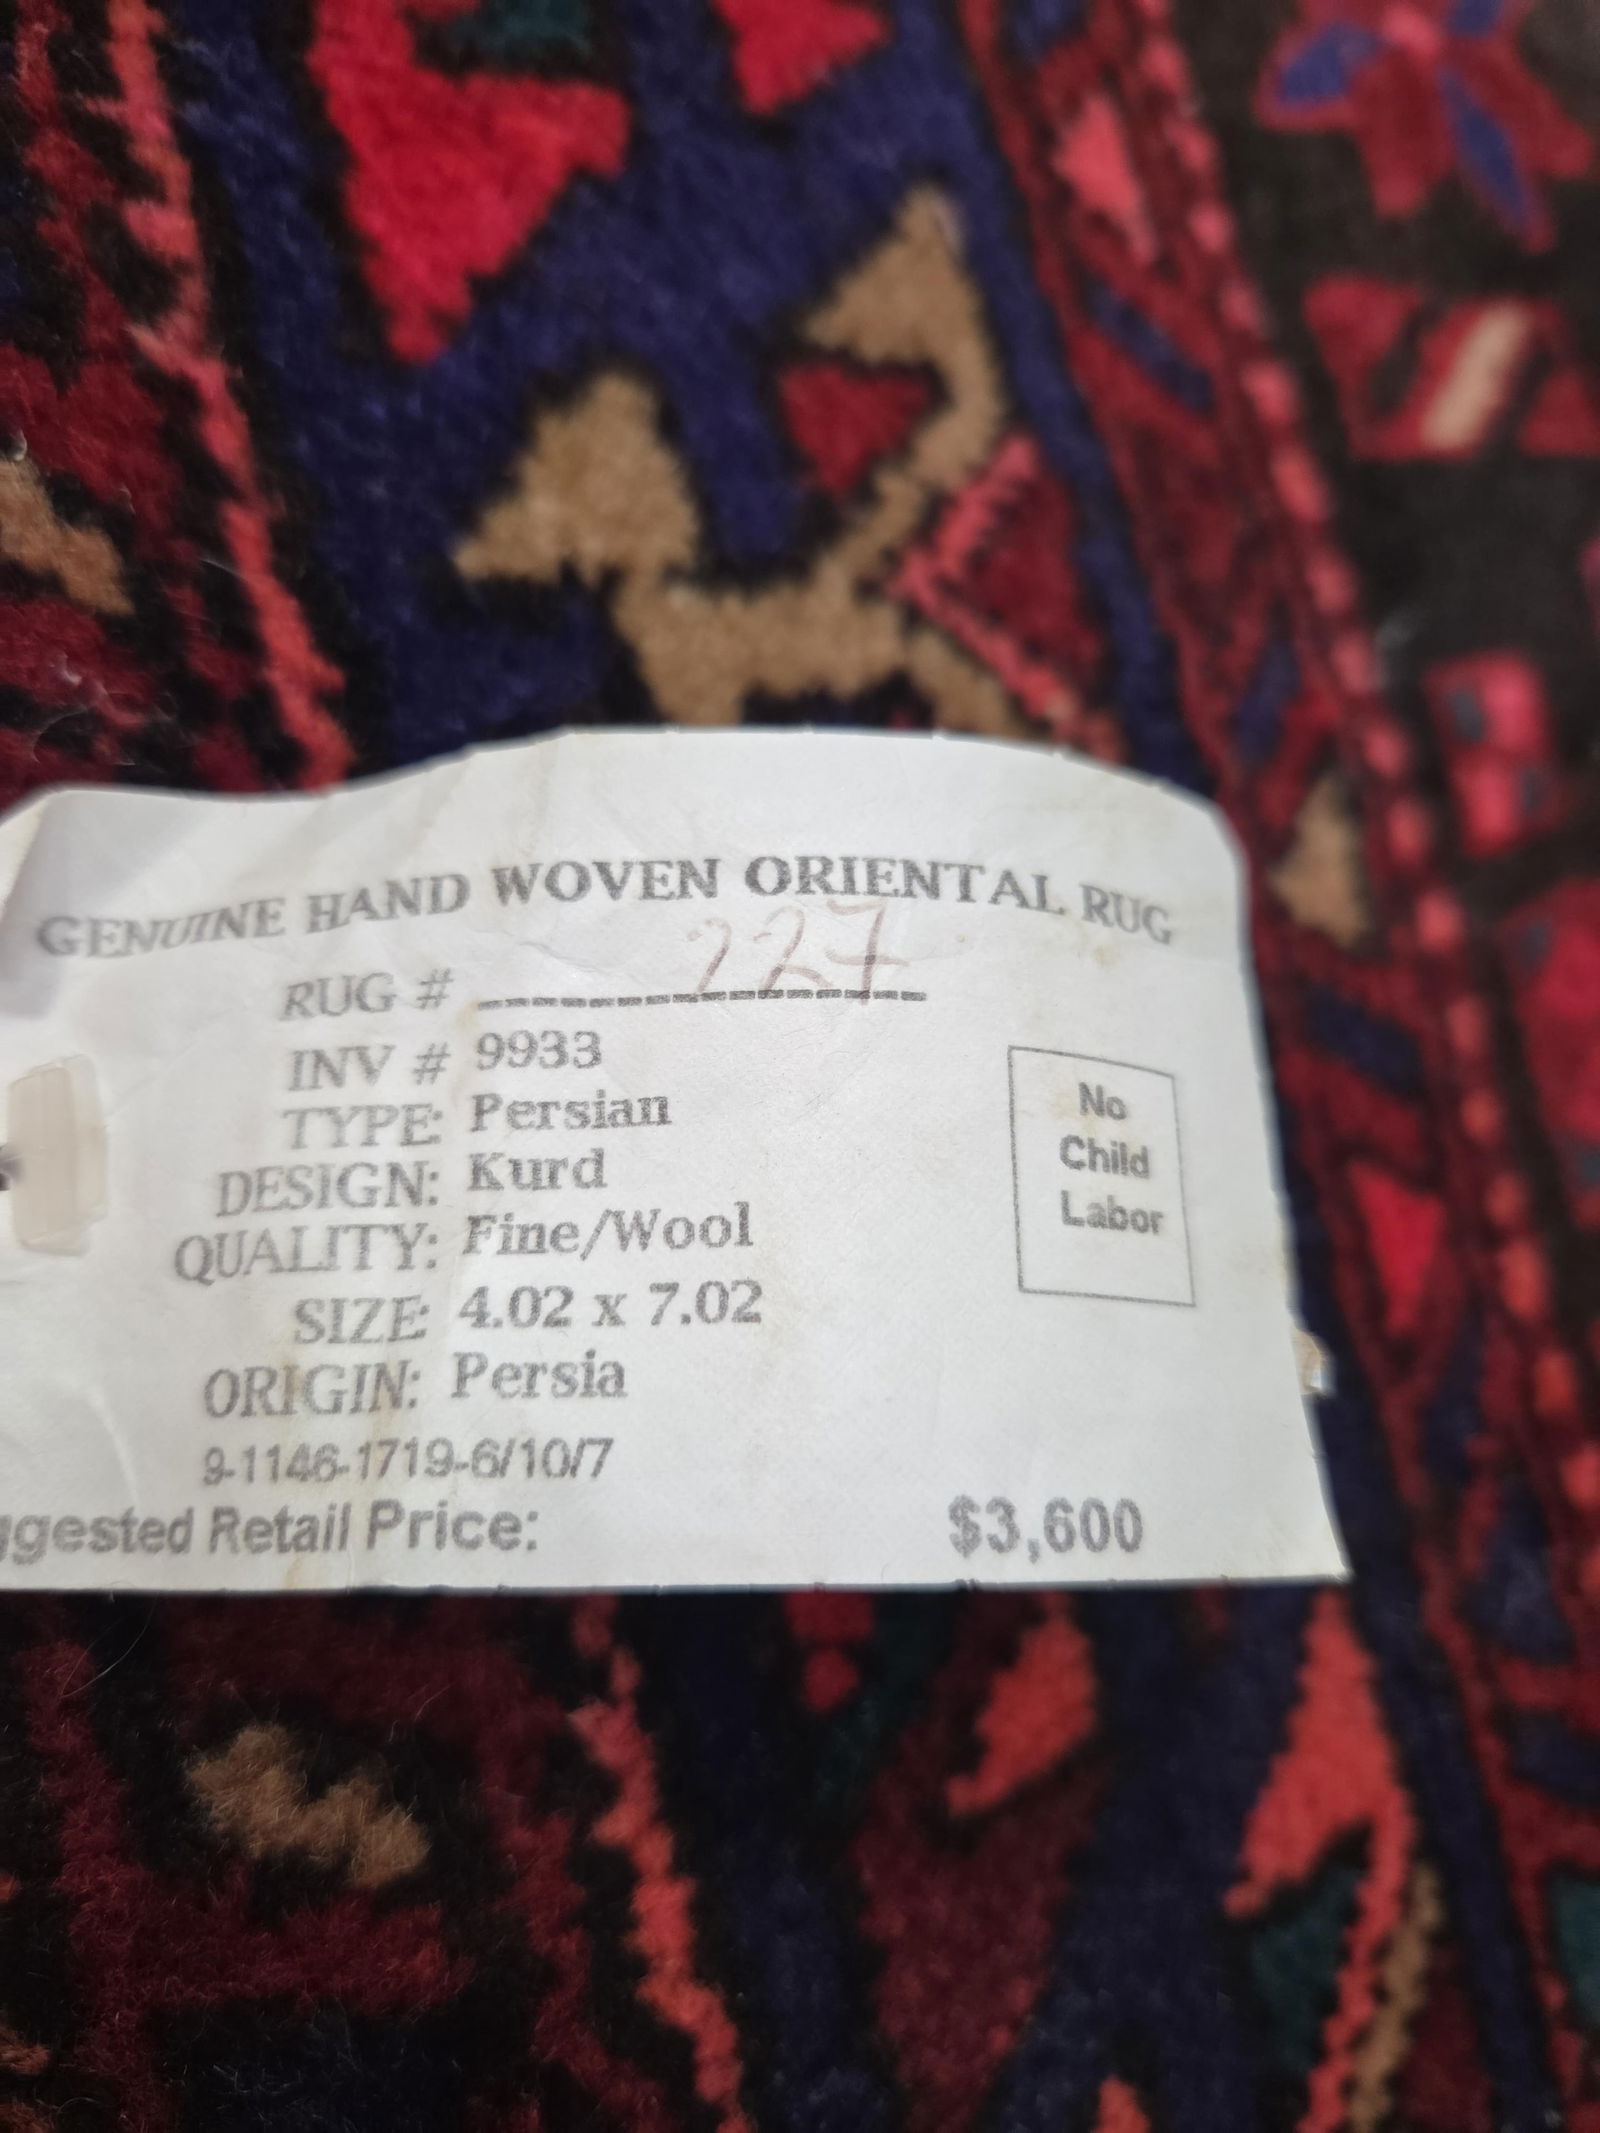 GENUINE HAND WOVEN ORIENTAL RUG
RUG # 227
INV # 9933
TYPE: Persian
DESIGN: Kurd
QUALITY: Fine/Wool
SIZE: 4.02 x 7.02
ORIGIN: Persia
9-1146-1719-6/10/7
ggested Retail Price: $3,600
No
Child
Labor